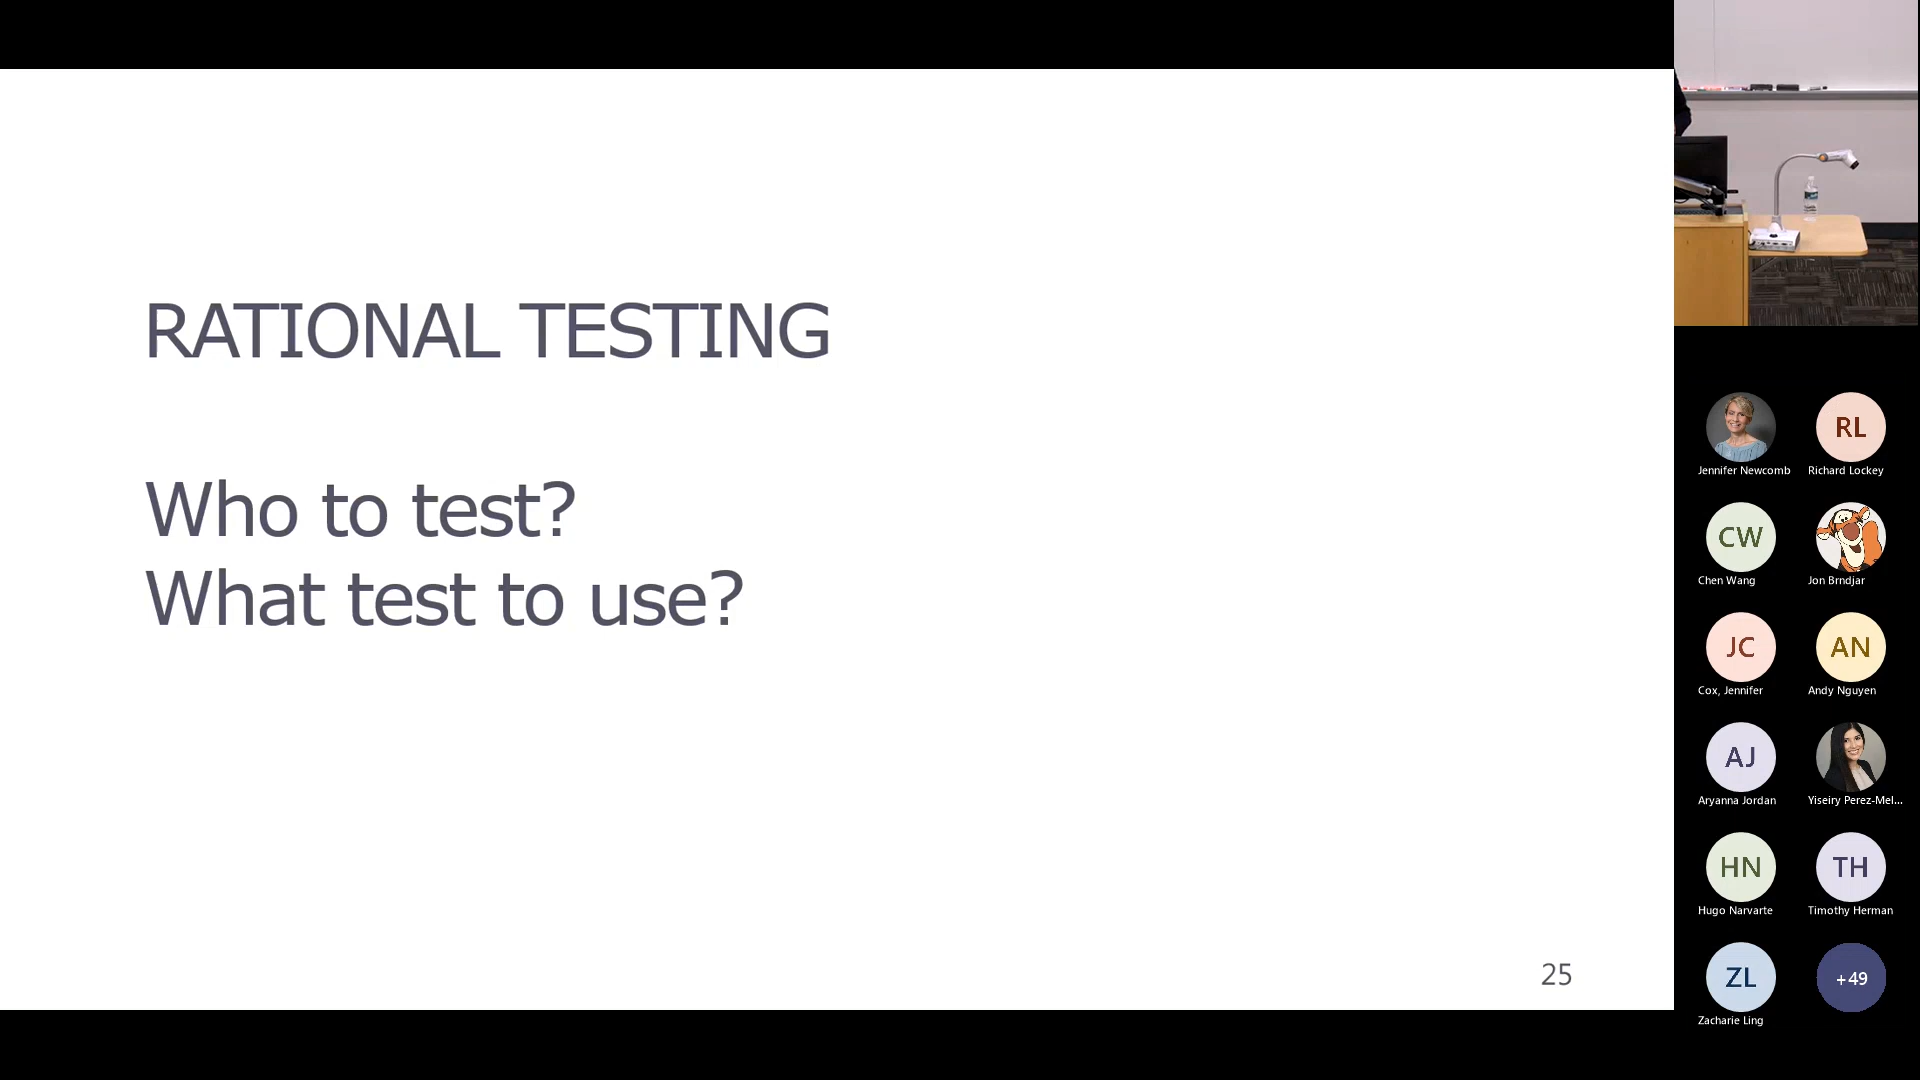 RATIONAL TESTING
Who to test?
What test to use?
25
Jennifer Newcomb
RL
Richard Lockey
CW
Chen Wang
Jon Brndjar
JC
Cox, Jennifer
AN
Andy Nguyen
AJ
Aryanna Jordan
Yiseiry Perez-Mel...
HN
Hugo Narvarte
TH
Timothy Herman
ZL
Zacharie Ling
+49